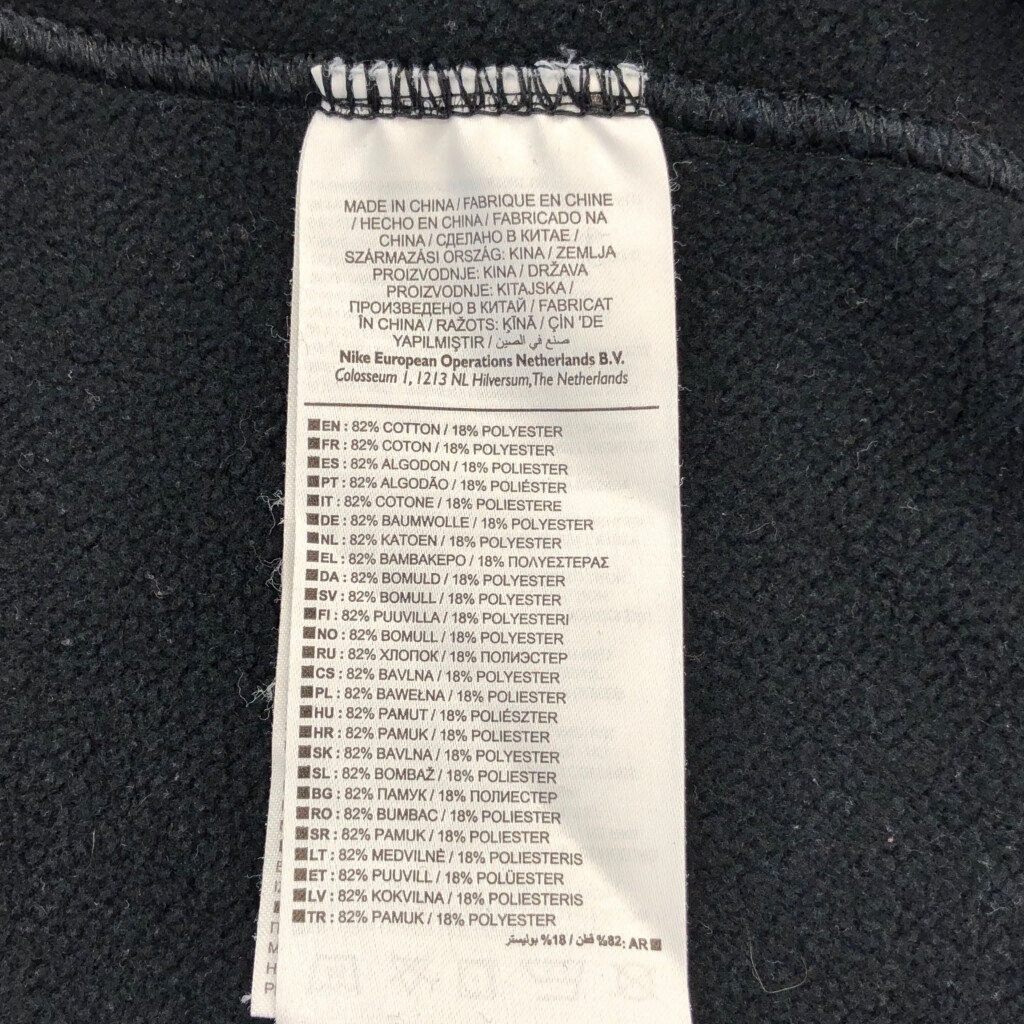 MADE IN CHINA / FABRIQUE EN CHINE
/ HECHO EN CHINA / FABRICADO NA
CHINA / СДЕЛАНО В КИТАЕ /
SZÁRMAZÁSI ORSZÁG: KINA / ZEMLJA
PROIZVODNJE: KINA / DRŽAVA
PROIZVODNJE: KITAJSKA /
ПРОИЗВЕДЕНО В КИТАЙ / FABRICAT
ÎN CHINA / RAŽOTS: ĶĪNĀ / ÇİN 'DE
YAPILMIŞTIR / صنع في الصين
Nike European Operations Netherlands B.V.
Colosseum 1, 1213 NL Hilversum, The Netherlands
EN : 82% COTTON / 18% POLYESTER
FR : 82% COTON / 18% POLYESTER
ES : 82% ALGODON / 18% POLIESTER
PT : 82% ALGODÃO / 18% POLIÉSTER
IT : 82% COTONE / 18% POLIESTERE
DE : 82% BAUMWOLLE / 18% POLYESTER
NL : 82% KATOEN / 18% POLYESTER
EL : 82% ΒΑΜΒΑΚΕΡΟ / 18% ΠΟΛΥΕΣΤΕΡΑΣ
DA : 82% BOMULD / 18% POLYESTER
SV : 82% BOMULL / 18% POLYESTER
FI : 82% PUUVILLA / 18% POLYESTERI
NO : 82% BOMULL / 18% POLYESTER
RU : 82% ХЛОПОК / 18% ПОЛИЭСТЕР
CS : 82% BAVLNA / 18% POLYESTER
PL : 82% BAWEŁNA / 18% POLIESTER
HU : 82% PAMUT / 18% POLIÉSZTER
HR : 82% PAMUK / 18% POLIESTER
SK : 82% BAVLNA / 18% POLYESTER
SL : 82% BOMBAŽ / 18% POLIESTER
BG : 82% ПАМУК / 18% ПОЛИЕСТЕР
RO : 82% BUMBAC / 18% POLIESTER
SR : 82% PAMUK / 18% POLIESTER
LT : 82% MEDVILNĖ / 18% POLIESTERIS
ET : 82% PUUVILL / 18% POLÜESTER
LV : 82% KOKVILNA / 18% POLIESTERIS
TR : 82% PAMUK / 18% POLYESTER
AR :82% قطن / 18% بوليستر